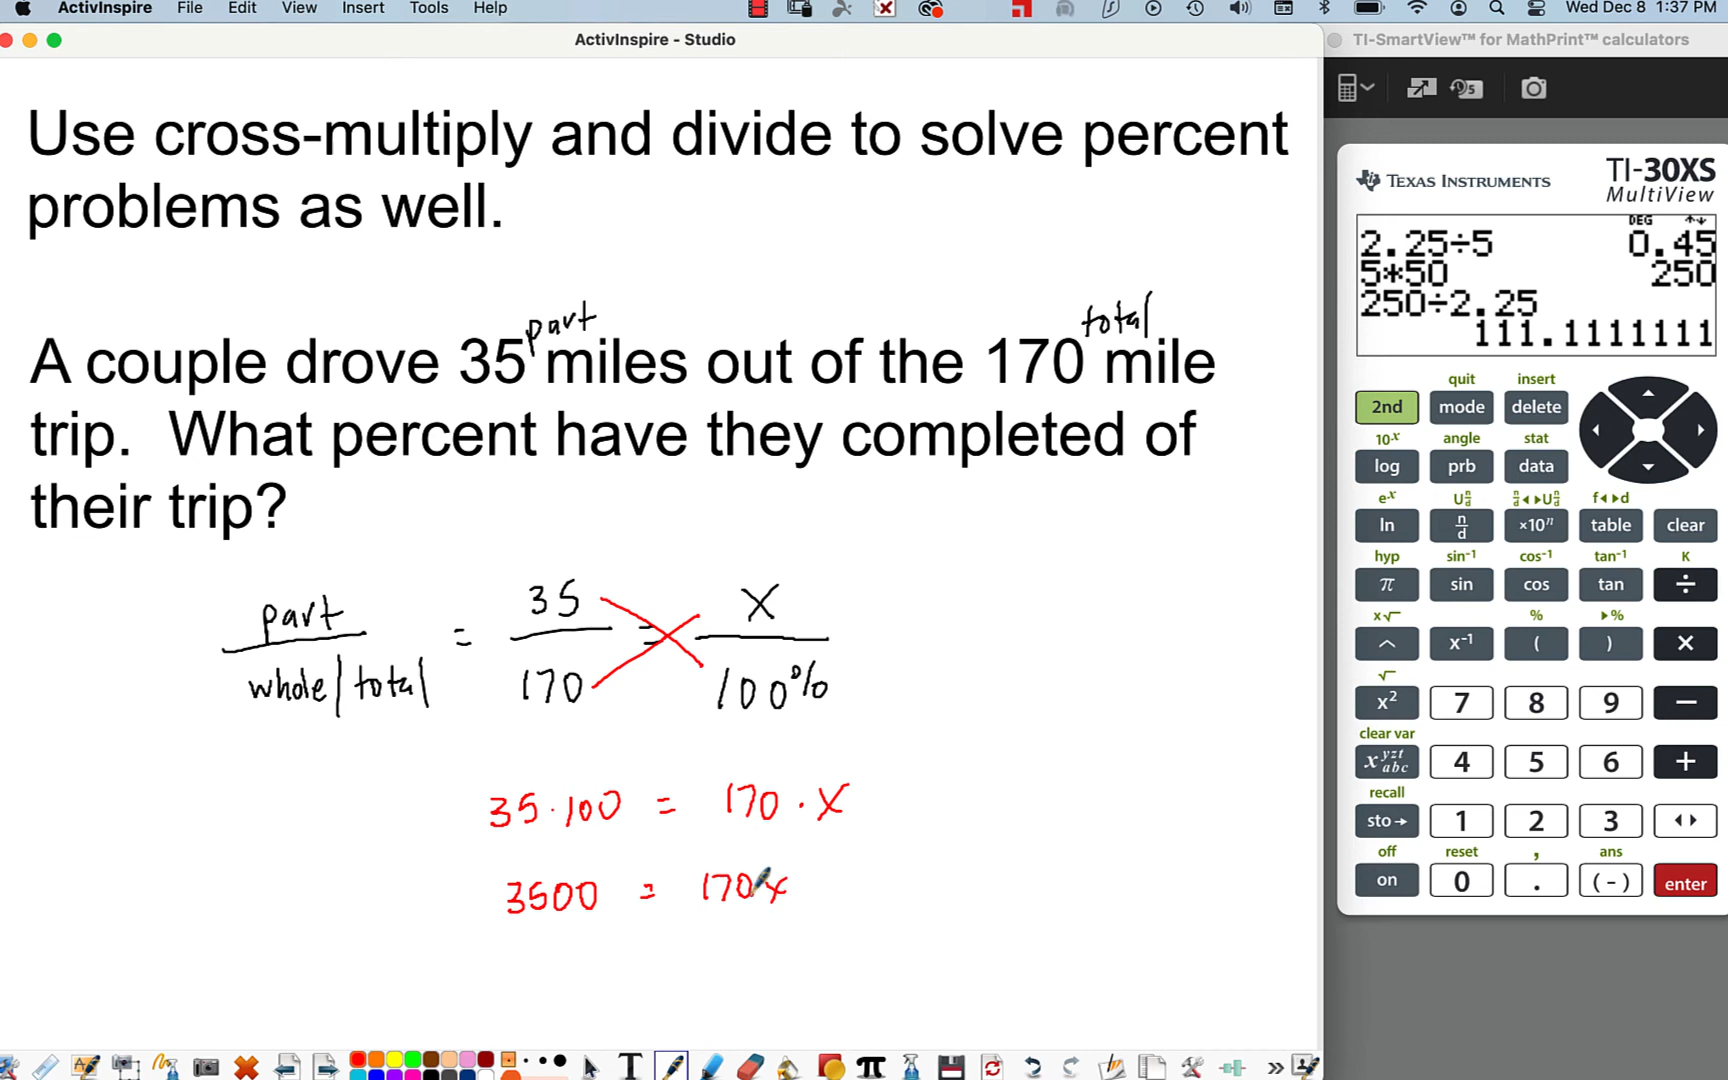 ActivInspire File Edit View Insert Tools Help Wed Dec 8 1:37 PM
ActivInspire - Studio
TI-SmartView™ for MathPrint™ calculators
Use cross-multiply and divide to solve percent
problems as well.
part total
A couple drove 35 miles out of the 170 mile
trip. What percent have they completed of
their trip?
part = 35 = X
whole/total 170 100%
35·100 = 170·X
3500 = 170x
TEXAS INSTRUMENTS TI-30XS
MultiView
DEG
2.25÷5 0.45
5*50 250
250÷2.25
111.1111111
quit insert
2nd mode delete
10ˣ angle stat
log prb data
eˣ U n/d n/d ◄► U n/d f◄►d
ln n/d ×10ⁿ table clear
hyp sin⁻¹ cos⁻¹ tan⁻¹ K
π sin cos tan ÷
ˣ√ % ►%
^ x⁻¹ ( ) ×
√
x² 7 8 9 −
clear var
x yzt abc 4 5 6 +
recall
sto→ 1 2 3 ◄►
off reset , ans
on 0 . (-) enter